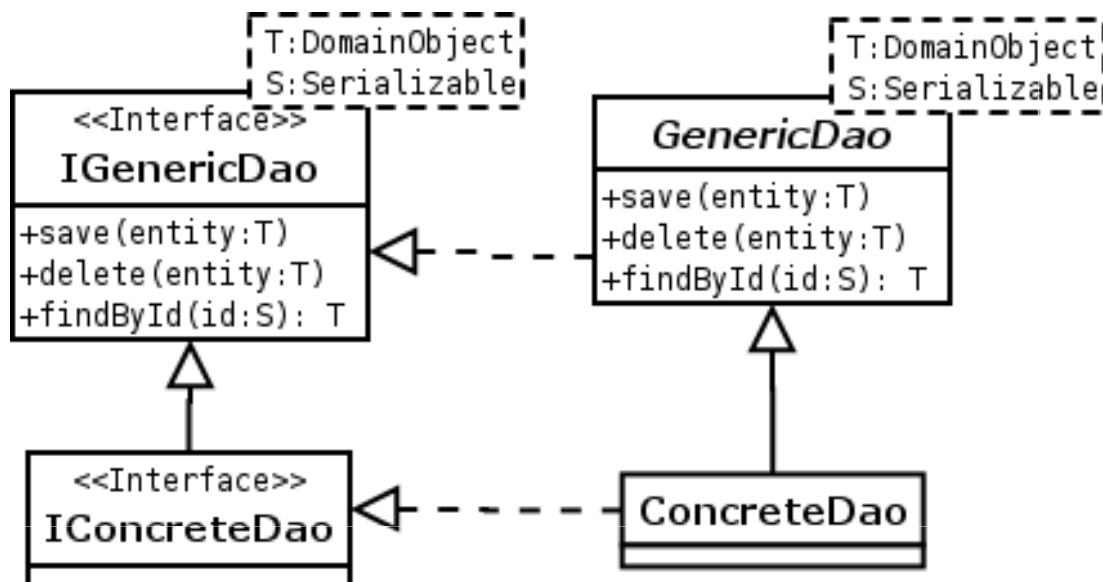 T:DomainObject
S:Serializable
<<Interface>>
IGenericDao
+save(entity:T)
+delete(entity:T)
+findById(id:S): T
T:DomainObject
S:Serializable
GenericDao
+save(entity:T)
+delete(entity:T)
+findById(id:S): T
<<Interface>>
IConcreteDao
ConcreteDao